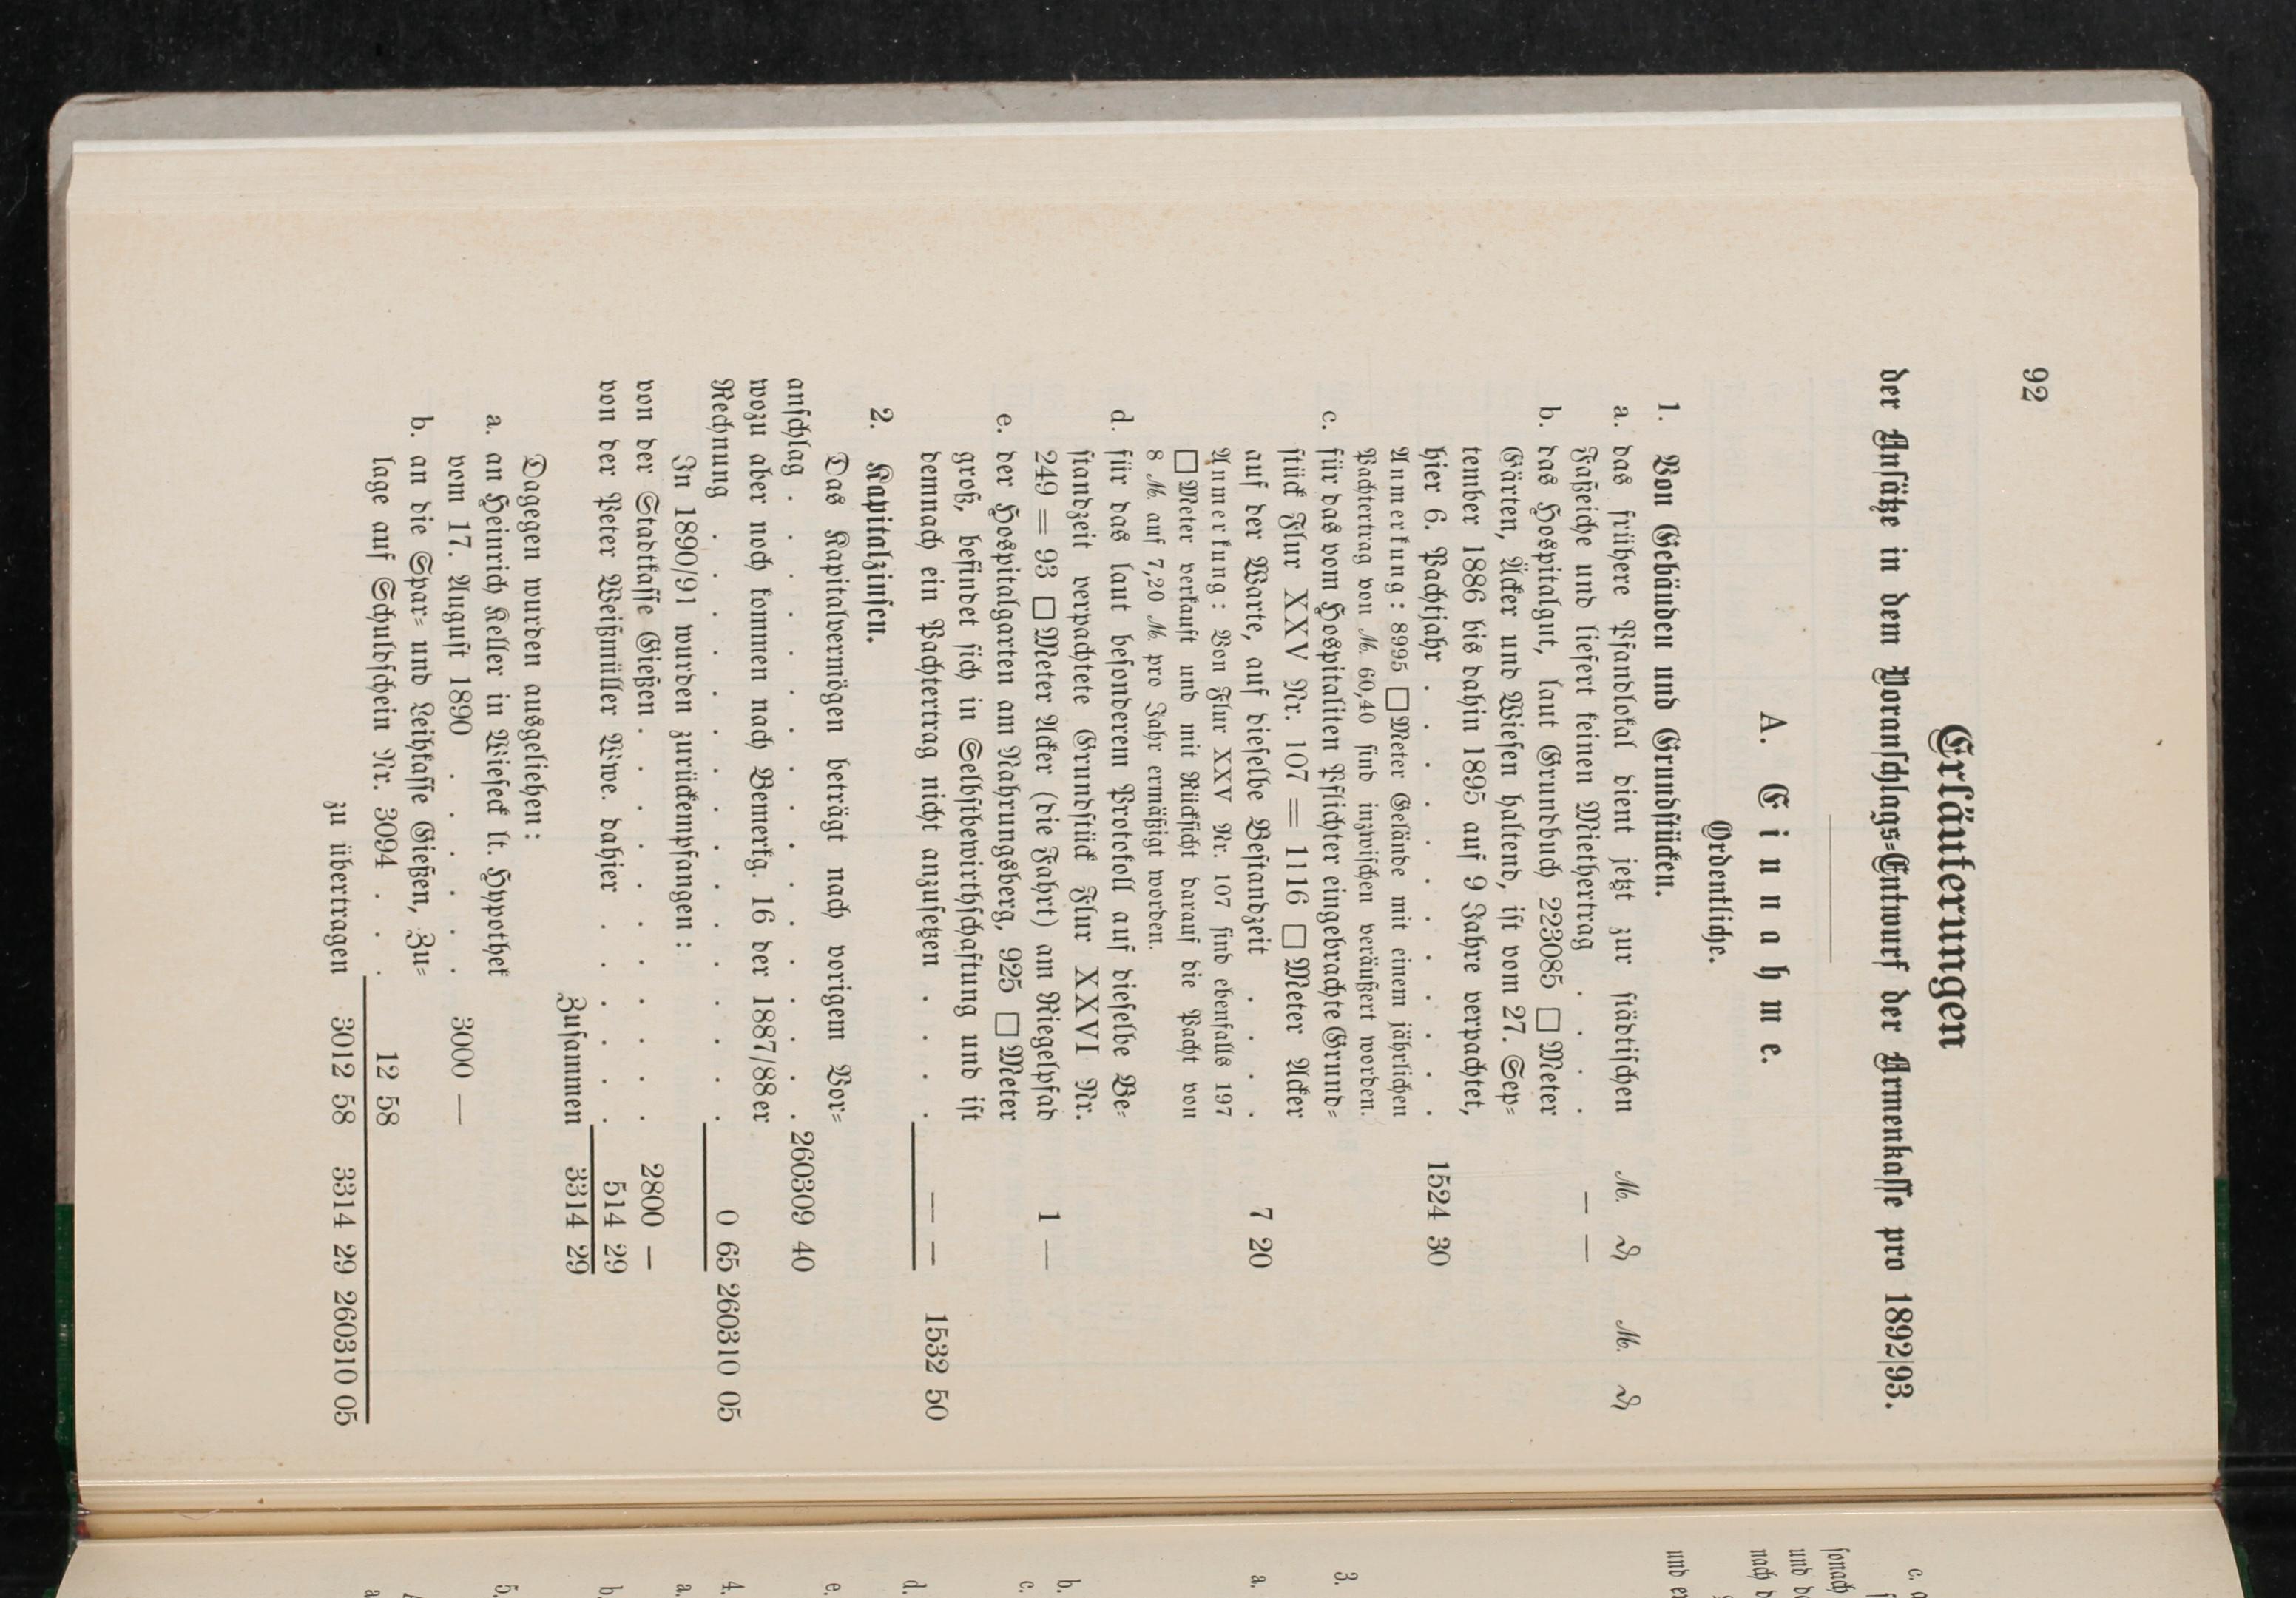 92
Erläuterungen
der Ansätze in dem Voranschlags=Entwurf der Armenkasse pro 1892|93.
A. Einnahme.
Ordentliche.
1. Von Gebäuden und Grundstücken. ℳ. ₰ ℳ. ₰
a. das frühere Pfandlokal dient jetzt zur städtischen
Faßeiche und liefert keinen Miethertrag . . . — —
b. das Hospitalgut, laut Grundbuch 223085 □Meter
Gärten, Äcker und Wiesen haltend, ist vom 27. Sep=
tember 1886 bis dahin 1895 auf 9 Jahre verpachtet,
hier 6. Pachtjahr . . . . . . . . . . . 1524 30
Anmerkung: 8995 □Meter Gelände mit einem jährlichen
Pachtertrag von ℳ. 60,40 sind inzwischen veräußert worden.
c. für das vom Hospitaliten Pflichter eingebrachte Grund=
stück Flur XXV Nr. 107 = 1116 □Meter Acker
auf der Warte, auf dieselbe Bestandzeit . . . . 7 20
Anmerkung: Von Flur XXV Nr. 107 sind ebenfalls 197
□Meter verkauft und mit Rücksicht darauf die Pacht von
8 ℳ. auf 7,20 ℳ. pro Jahr ermäßigt worden.
d. für das laut besonderem Protokoll auf dieselbe Be=
standzeit verpachtete Grundstück Flur XXVI Nr.
249 = 93 □Meter Acker (die Fahrt) am Riegelpfad 1 —
e. der Hospitalgarten am Nahrungsberg, 925 □Meter
groß, befindet sich in Selbstbewirthschaftung und ist
demnach ein Pachtertrag nicht anzusetzen . . . . — — 1532 50
2. Kapitalzinsen.
Das Kapitalvermögen beträgt nach vorigem Vor=
anschlag . . . . . . . . . . . . . 260309 40
wozu aber noch kommen nach Bemerkg. 16 der 1887/88er
Rechnung . . . . . . . . . . . . . 0 65 260310 05
In 1890/91 wurden zurückempfangen:
von der Stadtkasse Gießen . . . . . . . . 2800 —
von der Peter Weißmüller Wwe. dahier . . . . . 514 29
Zusammen 3314 29
Dagegen wurden ausgeliehen:
a. an Heinrich Keller in Wieseck lt. Hypothek
vom 17. August 1890 . . . . . . 3000 —
b. an die Spar= und Leihkasse Gießen, Zu=
lage auf Schuldschein Nr. 3094 . . . 12 58
zu übertragen 3012 58 3314 29 260310 05
c. a
sonach
und de
nach d
und er
3.
a.
b.
c.
d.
e.
4.
a.
b.
5.
a